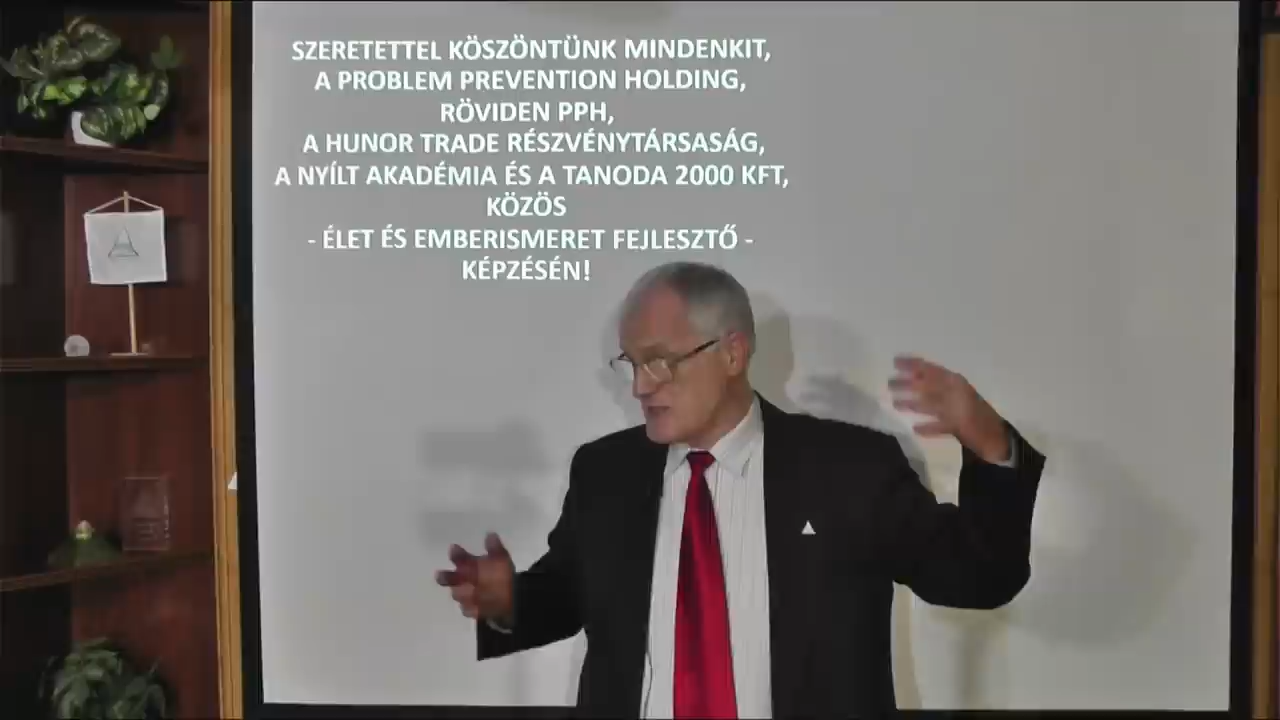 SZERETETTEL KÖSZÖNTÜNK MINDENKIT,
A PROBLEM PREVENTION HOLDING,
RÖVIDEN PPH,
A HUNOR TRADE RÉSZVÉNYTÁRSASÁG,
A NYÍLT AKADÉMIA ÉS A TANODA 2000 KFT,
KÖZÖS
- ÉLET ÉS EMBERISMERET FEJLESZTŐ -
KÉPZÉSÉN!